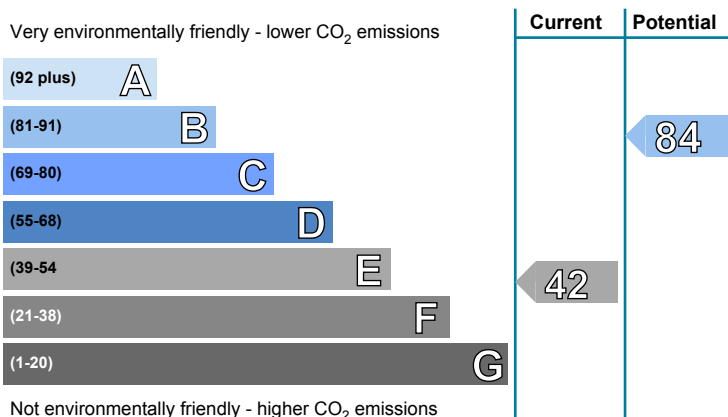 Current Potential
Very environmentally friendly - lower CO2 emissions
(92 plus) A
(81-91) B
84
(69-80) C
(55-68) D
(39-54 E
42
(21-38) F
(1-20) G
Not environmentally friendly - higher CO2 emissions